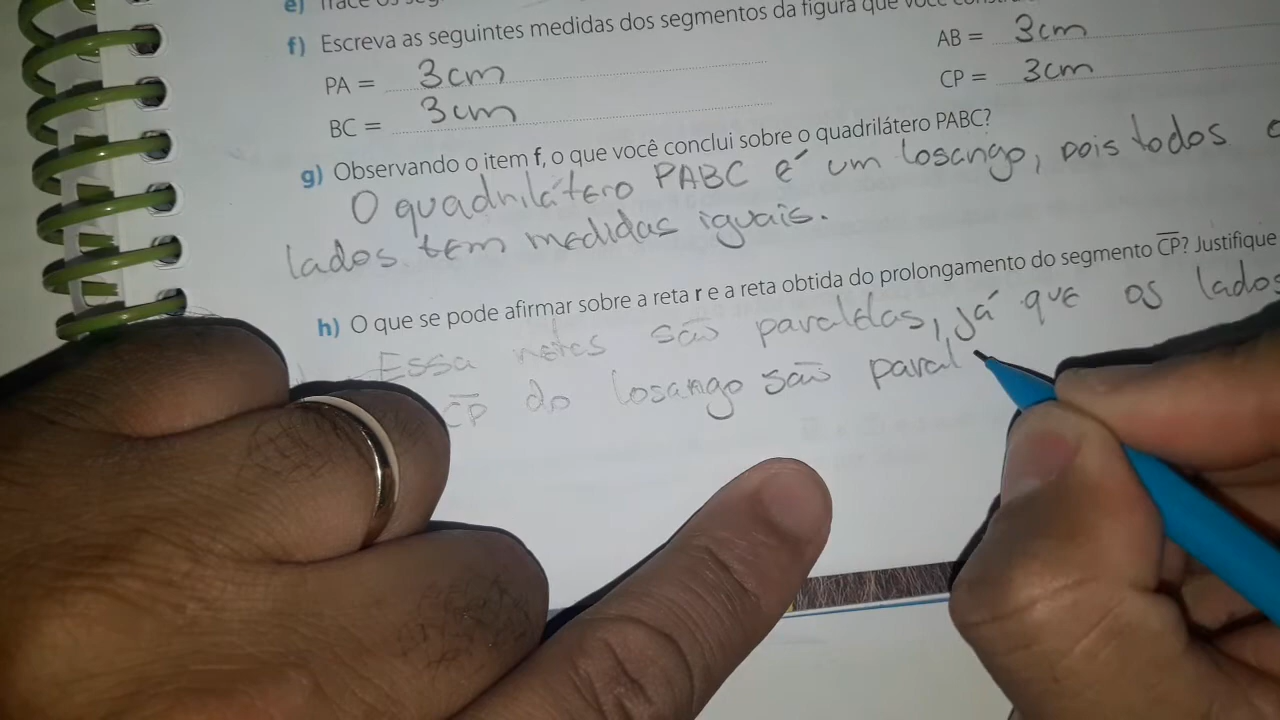 e) Trace os seg
f) Escreva as seguintes medidas dos segmentos da figura que você
PA = 3cm
AB = 3cm
BC = 3cm
CP = 3cm
g) Observando o item f, o que você conclui sobre o quadrilátero PABC?
O quadrilátero PABC é um losango, pois todos
lados tem medidas iguais.
h) O que se pode afirmar sobre a reta r e a reta obtida do prolongamento do segmento CP? Justifique
Essa retas são paralelas, já que os lados
CP do losango são paral